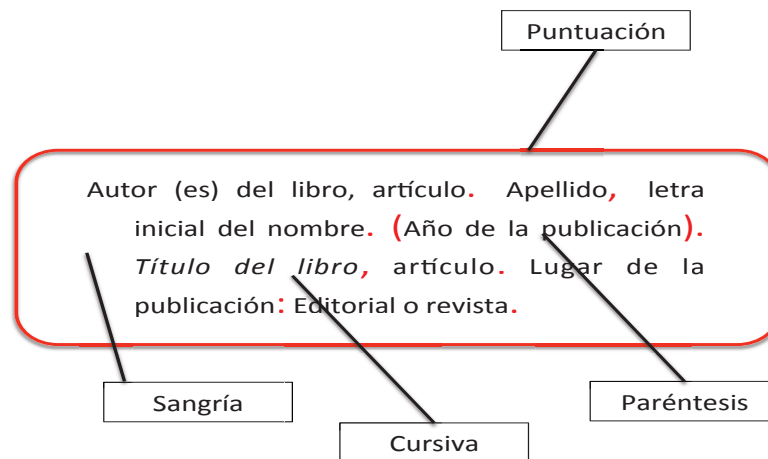 Puntuación
Autor (es) del libro, artículo. Apellido, letra
inicial del nombre. (Año de la publicación).
Título del libro, artículo. Lugar de la
publicación: Editorial o revista.
Sangría
Paréntesis
Cursiva